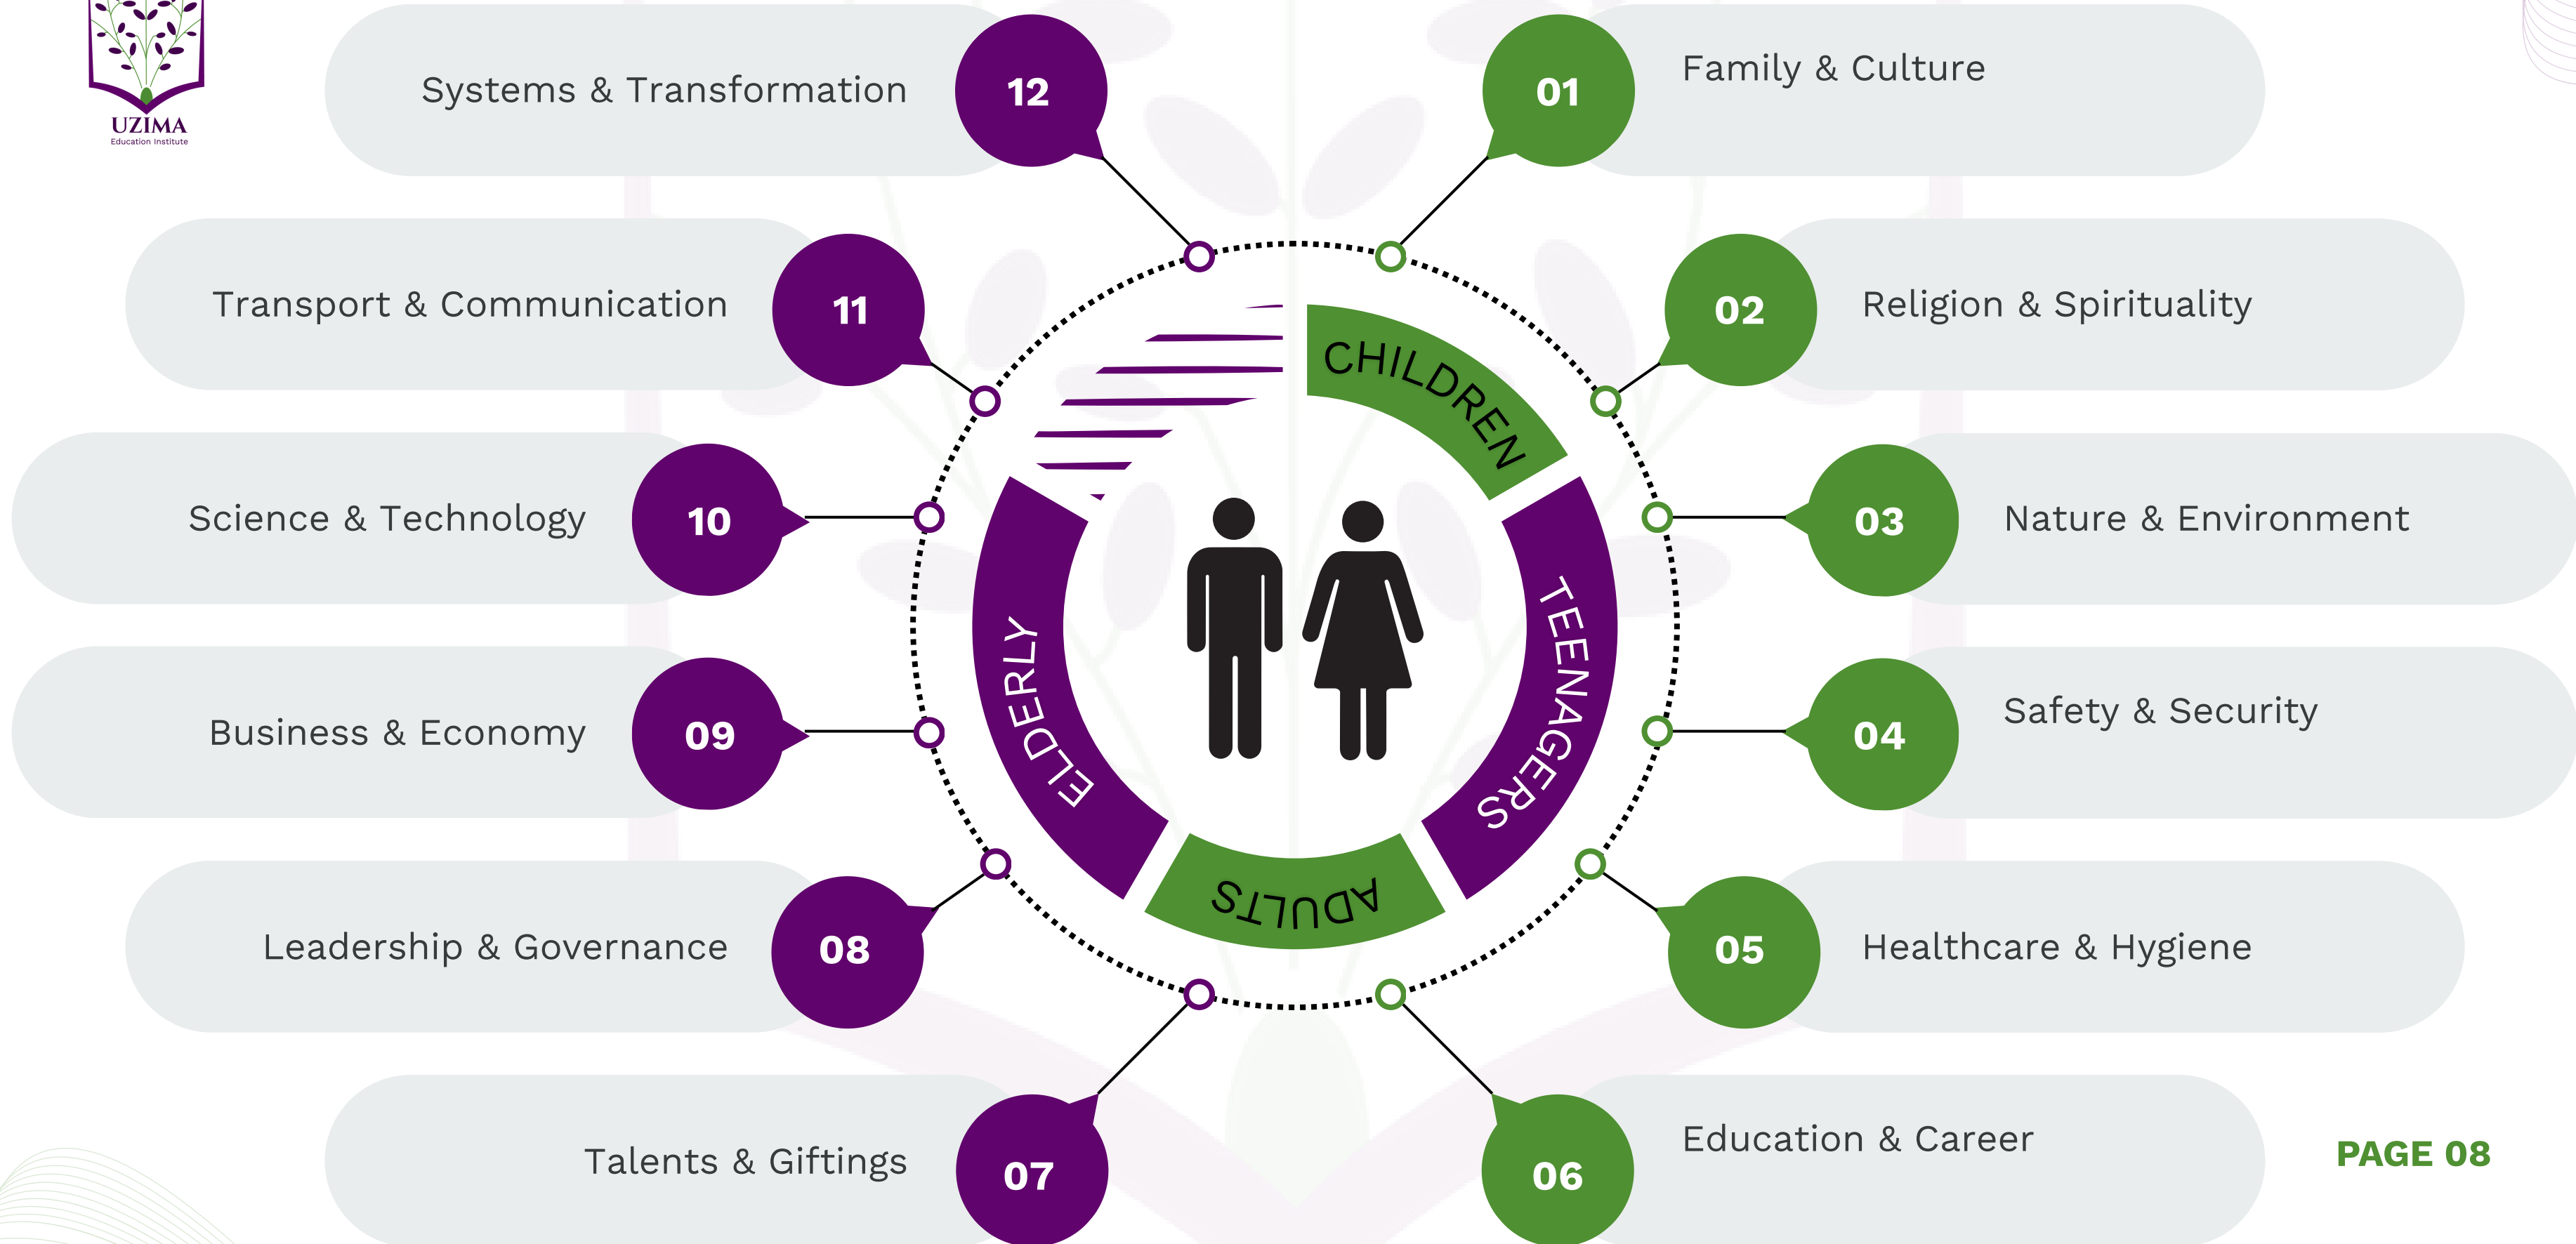 UZIMA
Education Institute
01
Family & Culture
02
Religion & Spirituality
03
Nature & Environment
04
Safety & Security
05
Healthcare & Hygiene
06
Education & Career
07
Talents & Giftings
08
Leadership & Governance
09
Business & Economy
10
Science & Technology
11
Transport & Communication
12
Systems & Transformation
CHILDREN
TEENAGERS
ADULTS
ELDERLY
PAGE 08